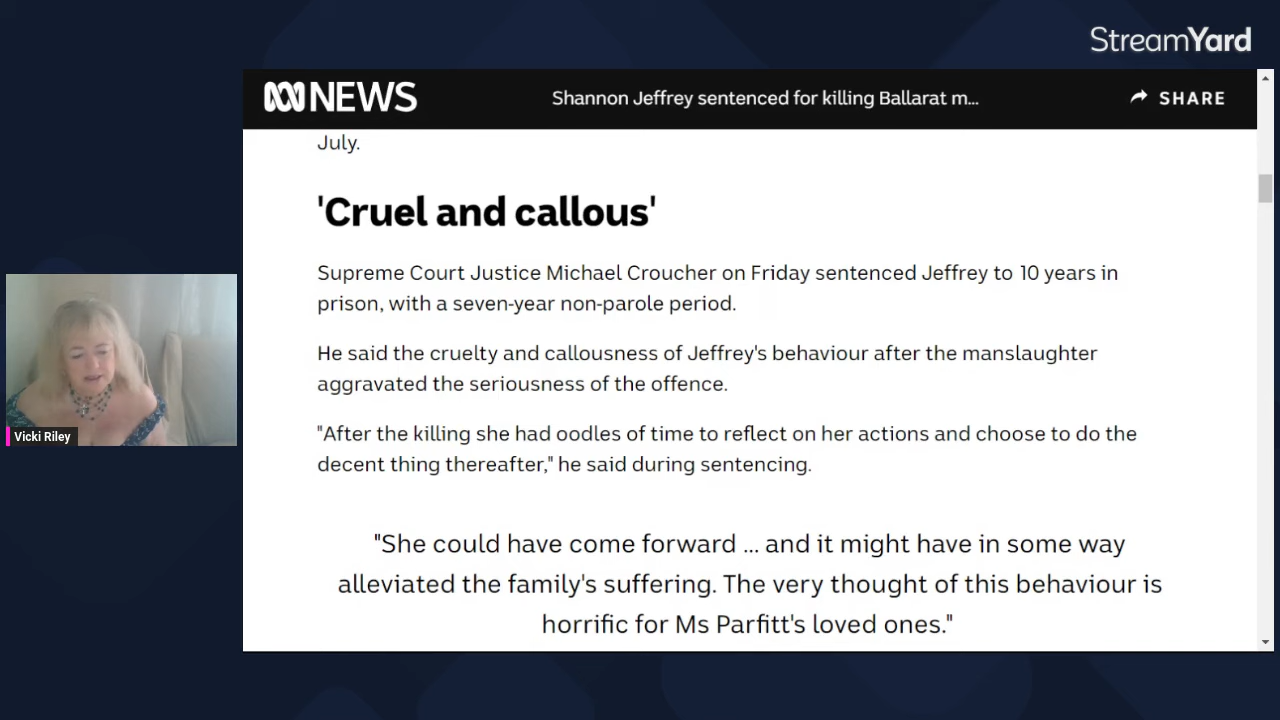 StreamYard
NEWS
Shannon Jeffrey sentenced for killing Ballarat m...
SHARE
July.
'Cruel and callous'
Supreme Court Justice Michael Croucher on Friday sentenced Jeffrey to 10 years in
prison, with a seven-year non-parole period.
He said the cruelty and callousness of Jeffrey's behaviour after the manslaughter
aggravated the seriousness of the offence.
"After the killing she had oodles of time to reflect on her actions and choose to do the
decent thing thereafter," he said during sentencing.
"She could have come forward ... and it might have in some way
alleviated the family's suffering. The very thought of this behaviour is
horrific for Ms Parfitt's loved ones."
Vicki Riley